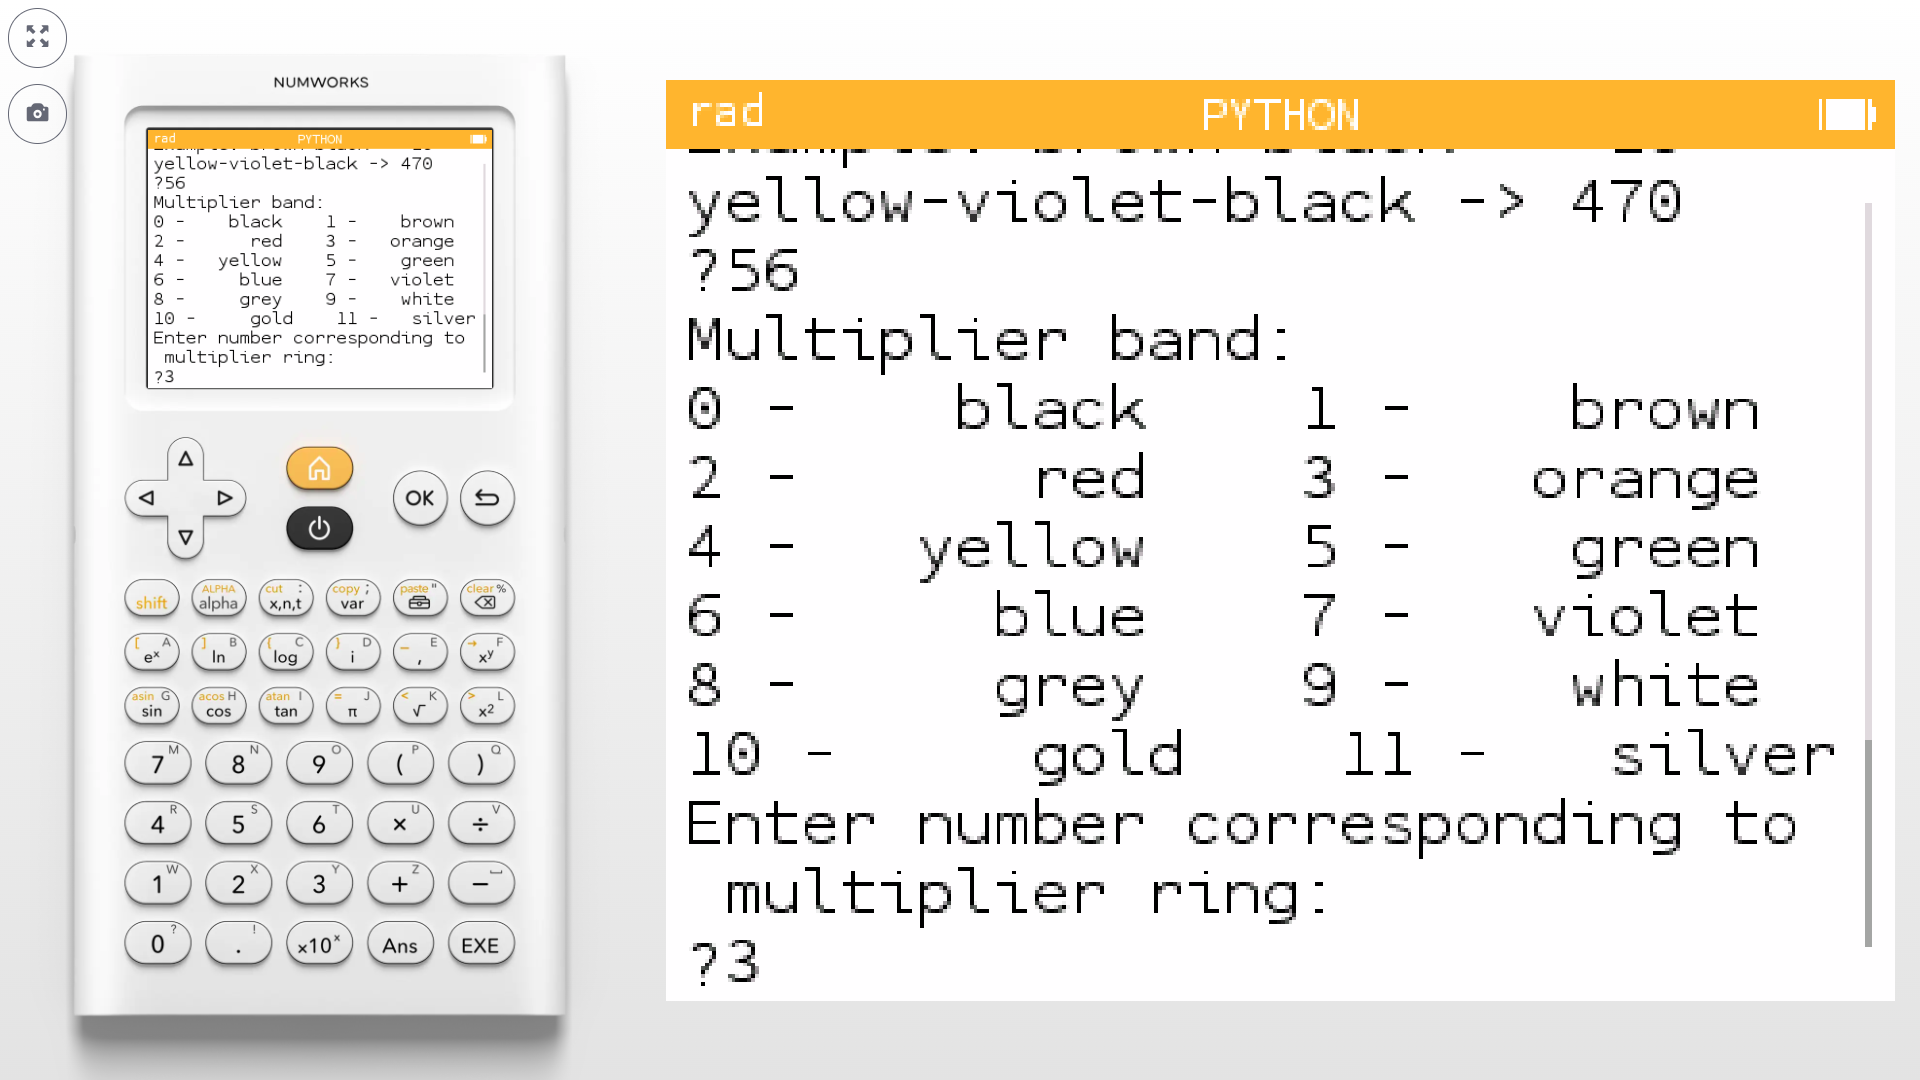 NUMWORKS
rad PYTHON
yellow-violet-black -> 470
?56
Multiplier band:
0 - black 1 - brown
2 - red 3 - orange
4 - yellow 5 - green
6 - blue 7 - violet
8 - grey 9 - white
10 - gold 11 - silver
Enter number corresponding to
multiplier ring:
?3
OK
shift ALPHA alpha cut : x,n,t copy ; var paste " clear %
[ A eˣ ] B ln { C log } D i _ E , → F xʸ
asin G sin acos H cos atan I tan = J π < K √ > L x²
7 M 8 N 9 O ( P ) Q
4 R 5 S 6 T × U ÷ V
1 W 2 X 3 Y + Z −
0 ? . ! ×10ˣ Ans EXE
rad PYTHON
yellow-violet-black -> 470
?56
Multiplier band:
0 - black 1 - brown
2 - red 3 - orange
4 - yellow 5 - green
6 - blue 7 - violet
8 - grey 9 - white
10 - gold 11 - silver
Enter number corresponding to
multiplier ring:
?3